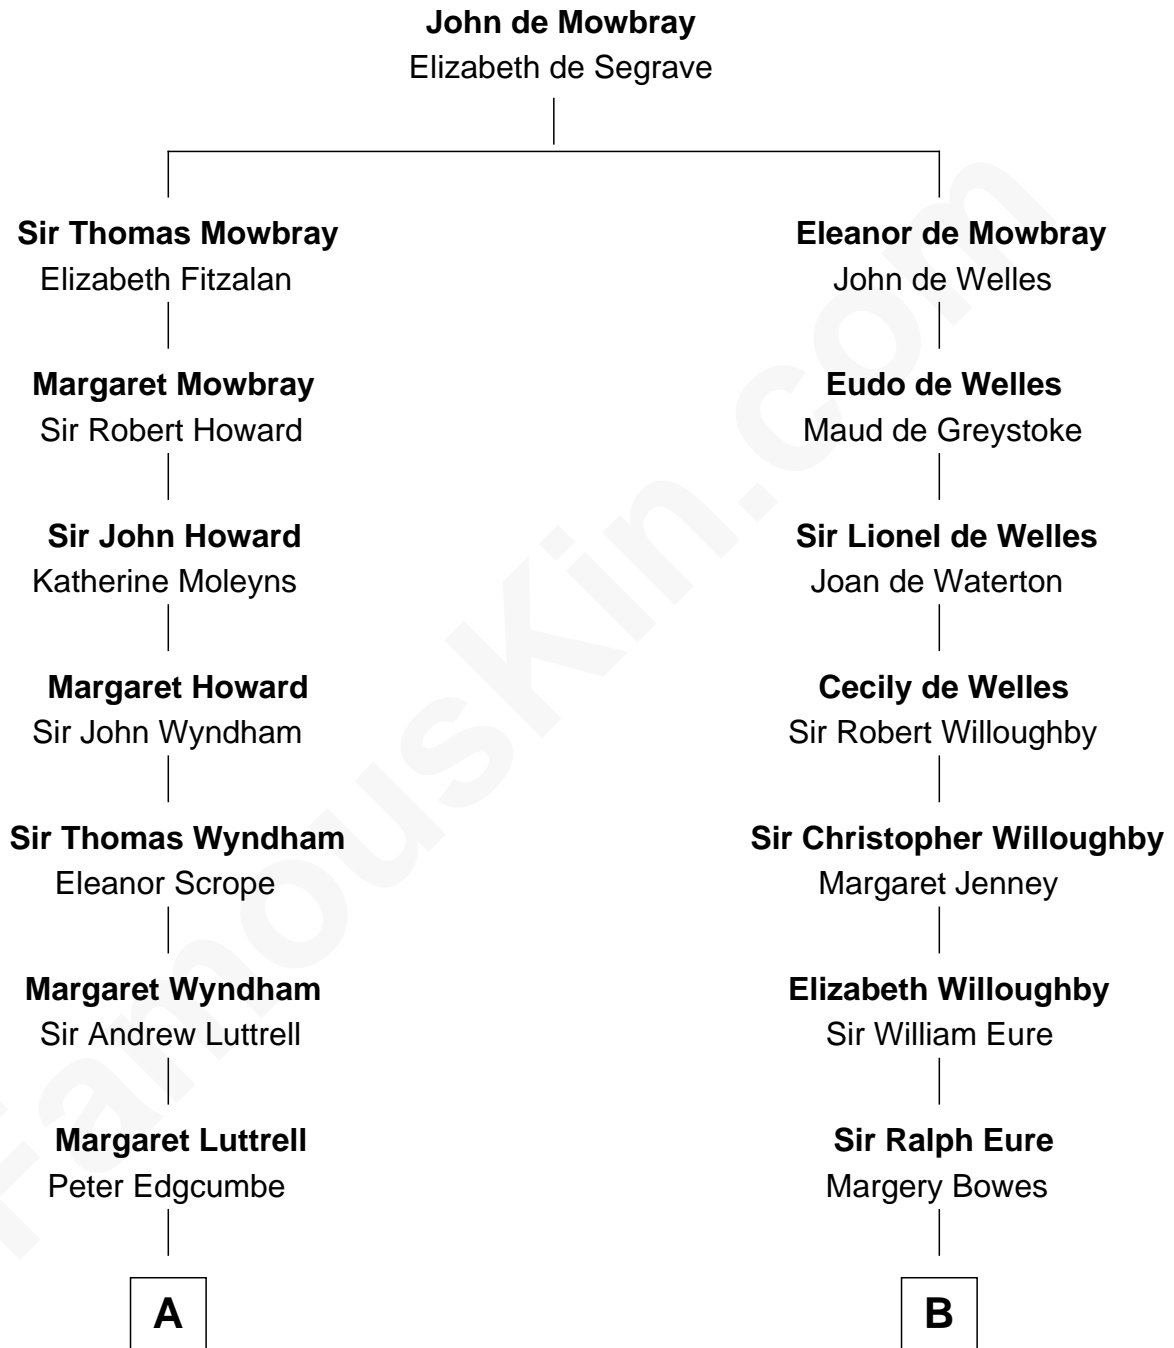 John de Mowbray
Elizabeth de Segrave
Sir Thomas Mowbray
Elizabeth Fitzalan
Eleanor de Mowbray
John de Welles
Margaret Mowbray
Sir Robert Howard
Eudo de Welles
Maud de Greystoke
Sir John Howard
Katherine Moleyns
Sir Lionel de Welles
Joan de Waterton
Margaret Howard
Sir John Wyndham
Cecily de Welles
Sir Robert Willoughby
Sir Thomas Wyndham
Eleanor Scrope
Sir Christopher Willoughby
Margaret Jenney
Margaret Wyndham
Sir Andrew Luttrell
Elizabeth Willoughby
Sir William Eure
Margaret Luttrell
Peter Edgcumbe
Sir Ralph Eure
Margery Bowes
A
B
FamousKin.com